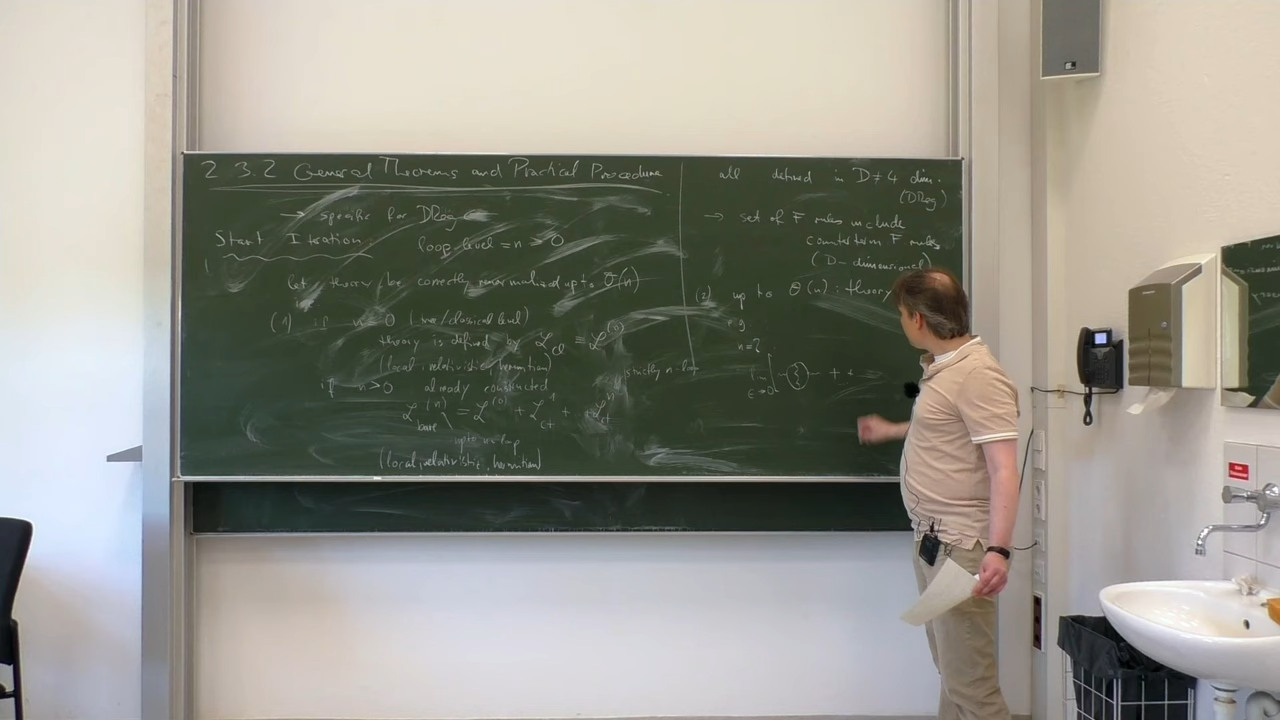 2.3.2 General Theorems and Practical Procedure
→ specific for DReg
Start Iteration loop level = n ≥ 0
let theory be correctly renormalized up to O(n)
(1) if n=0 (tree/classical level)
theory is defined by ℒ_cl ≡ ℒ^(0)
(local, relativistic, hermitian)
if n>0 already constructed
ℒ^(n)_bare = ℒ^(0) + ℒ^1_ct + ... + ℒ^n_ct
strictly n-loop
up to n-loop
(local, relativistic, hermitian)
all defined in D≠4 dim.
(DReg)
→ set of F rules include
counterterm F rules
(D-dimensional)
(2) up to O(n): theory
e.g.
n=2
ε→0